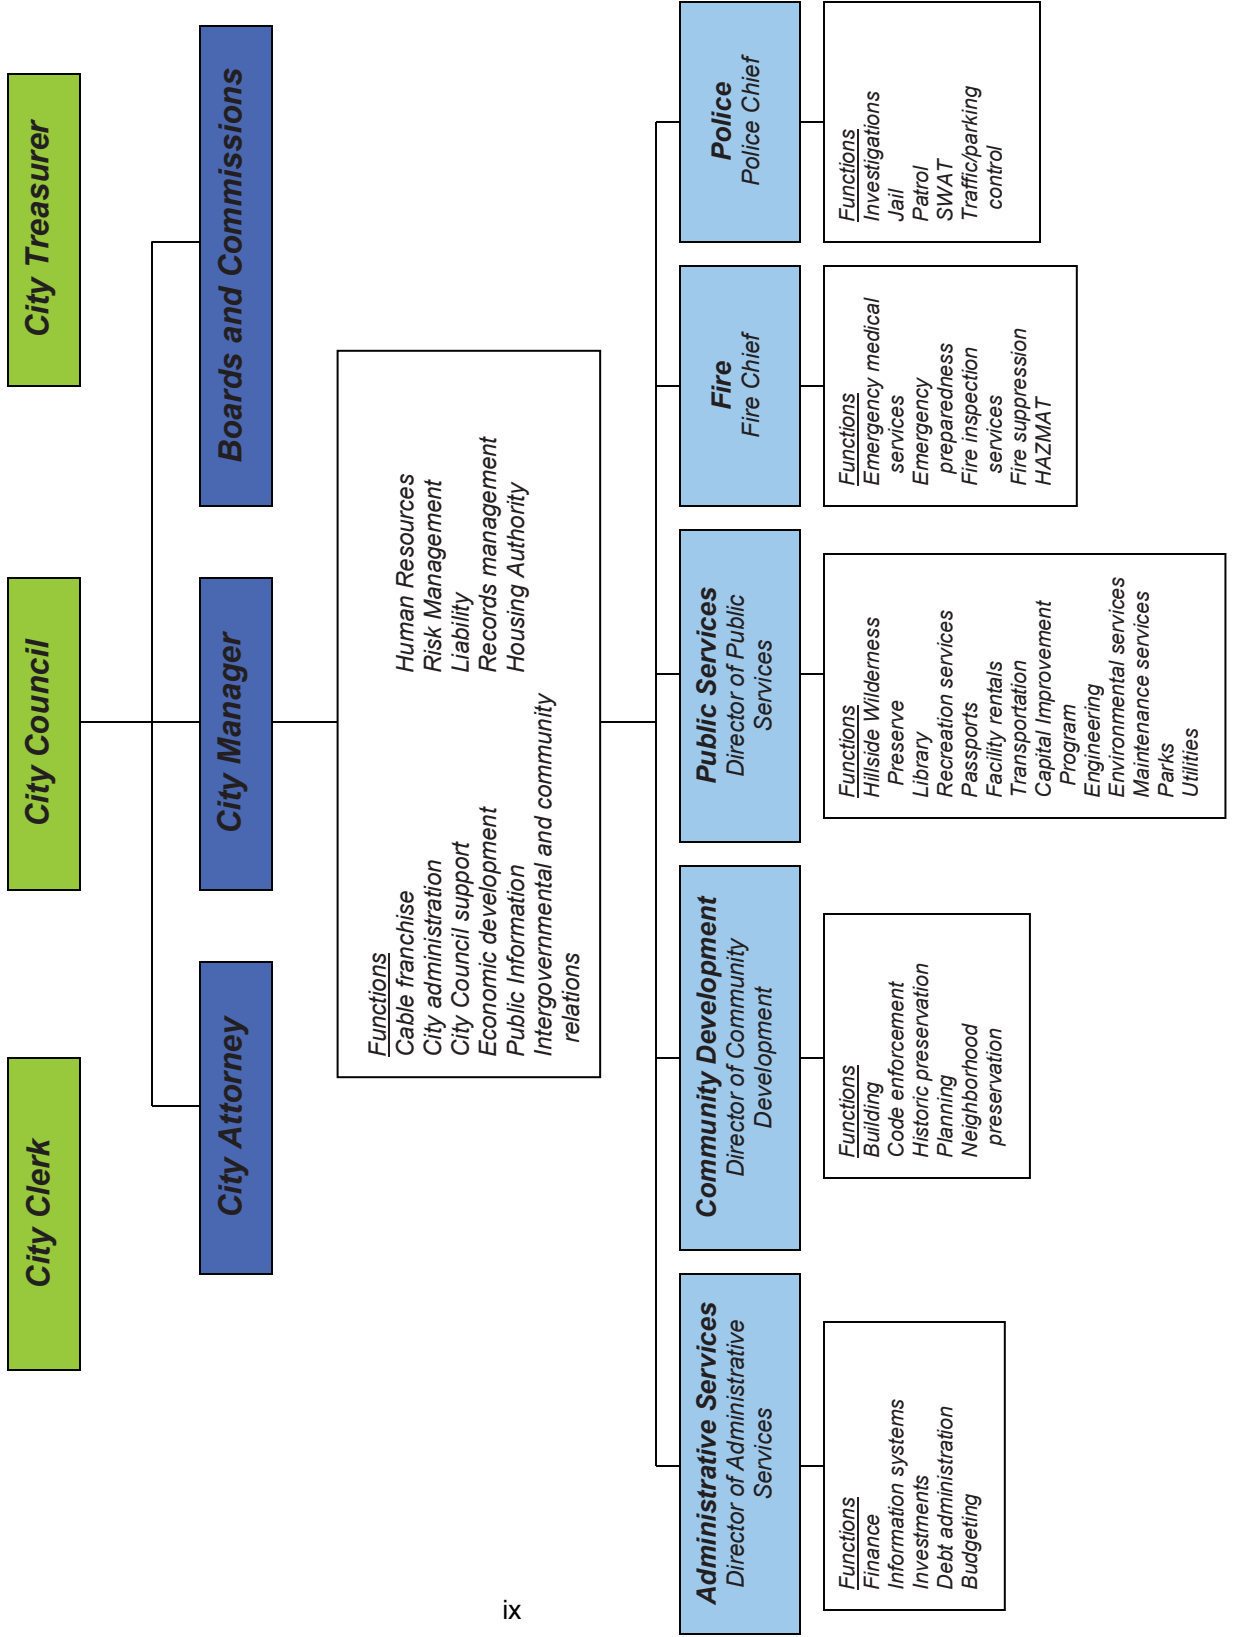 City Clerk
City Council
City Treasurer
City Attorney
City Manager
Boards and Commissions
Functions
Cable franchise
City administration
City Council support
Economic development
Public Information
Intergovernmental and community
relations
Human Resources
Risk Management
Liability
Records management
Housing Authority
Administrative Services
Director of Administrative
Services
Community Development
Director of Community
Development
Public Services
Director of Public
Services
Fire
Fire Chief
Police
Police Chief
Functions
Finance
Information systems
Investments
Debt administration
Budgeting
Functions
Building
Code enforcement
Historic preservation
Planning
Neighborhood
preservation
Functions
Hillside Wilderness
Preserve
Library
Recreation services
Passports
Facility rentals
Transportation
Capital Improvement
Program
Engineering
Environmental services
Maintenance services
Parks
Utilities
Functions
Emergency medical
services
Emergency
preparedness
Fire inspection
services
Fire suppression
HAZMAT
Functions
Investigations
Jail
Patrol
SWAT
Traffic/parking
control
ix